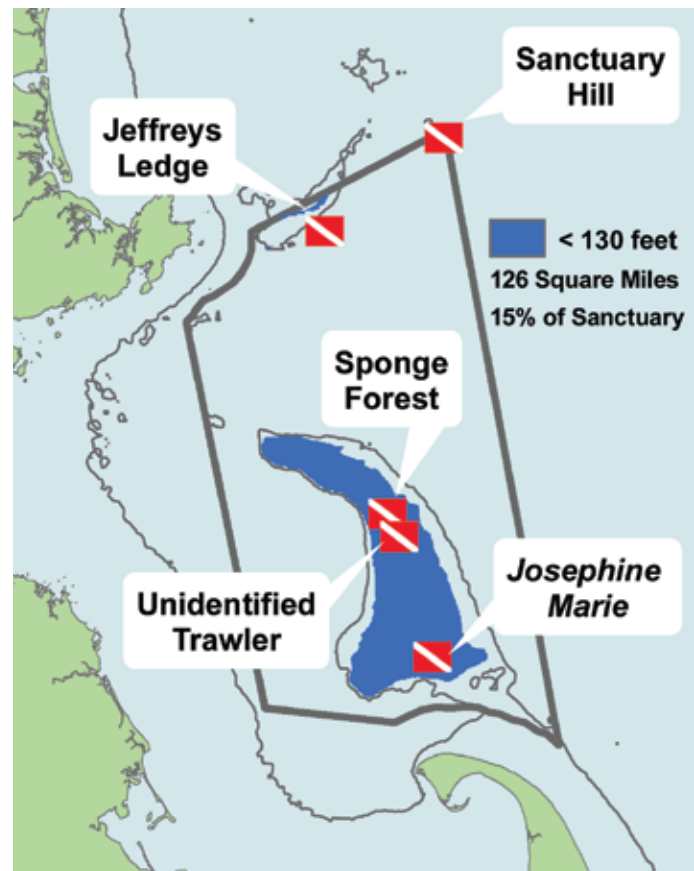 Sanctuary
Hill
Jeffreys
Ledge
< 130 feet
126 Square Miles
15% of Sanctuary
Sponge
Forest
Josephine
Marie
Unidentified
Trawler